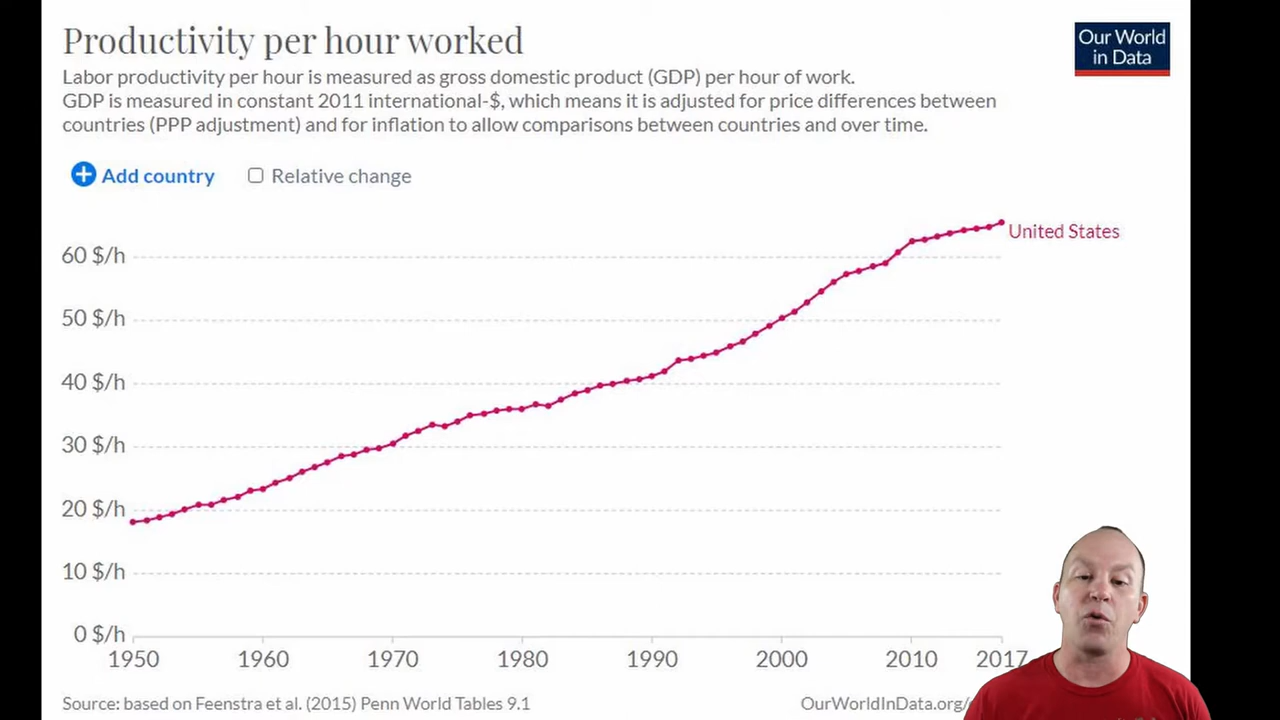 Productivity per hour worked
Our World
in Data
Labor productivity per hour is measured as gross domestic product (GDP) per hour of work.
GDP is measured in constant 2011 international-$, which means it is adjusted for price differences between
countries (PPP adjustment) and for inflation to allow comparisons between countries and over time.
Add country
Relative change
United States
60 $/h
50 $/h
40 $/h
30 $/h
20 $/h
10 $/h
0 $/h
1950 1960 1970 1980 1990 2000 2010 2017
Source: based on Feenstra et al. (2015) Penn World Tables 9.1
OurWorldInData.org/